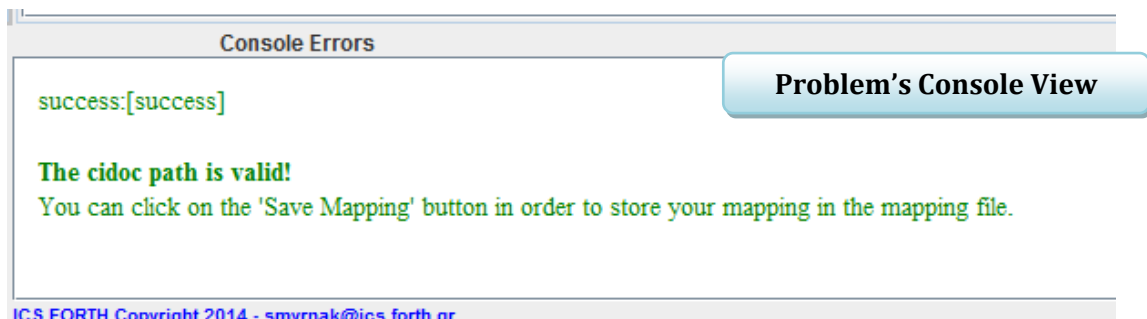 Console Errors
Problem's Console View
success:[success]
The cidoc path is valid!
You can click on the 'Save Mapping' button in order to store your mapping in the mapping file.
ICS FORTH Copyright 2014 - smyrnak@ics.forth.gr